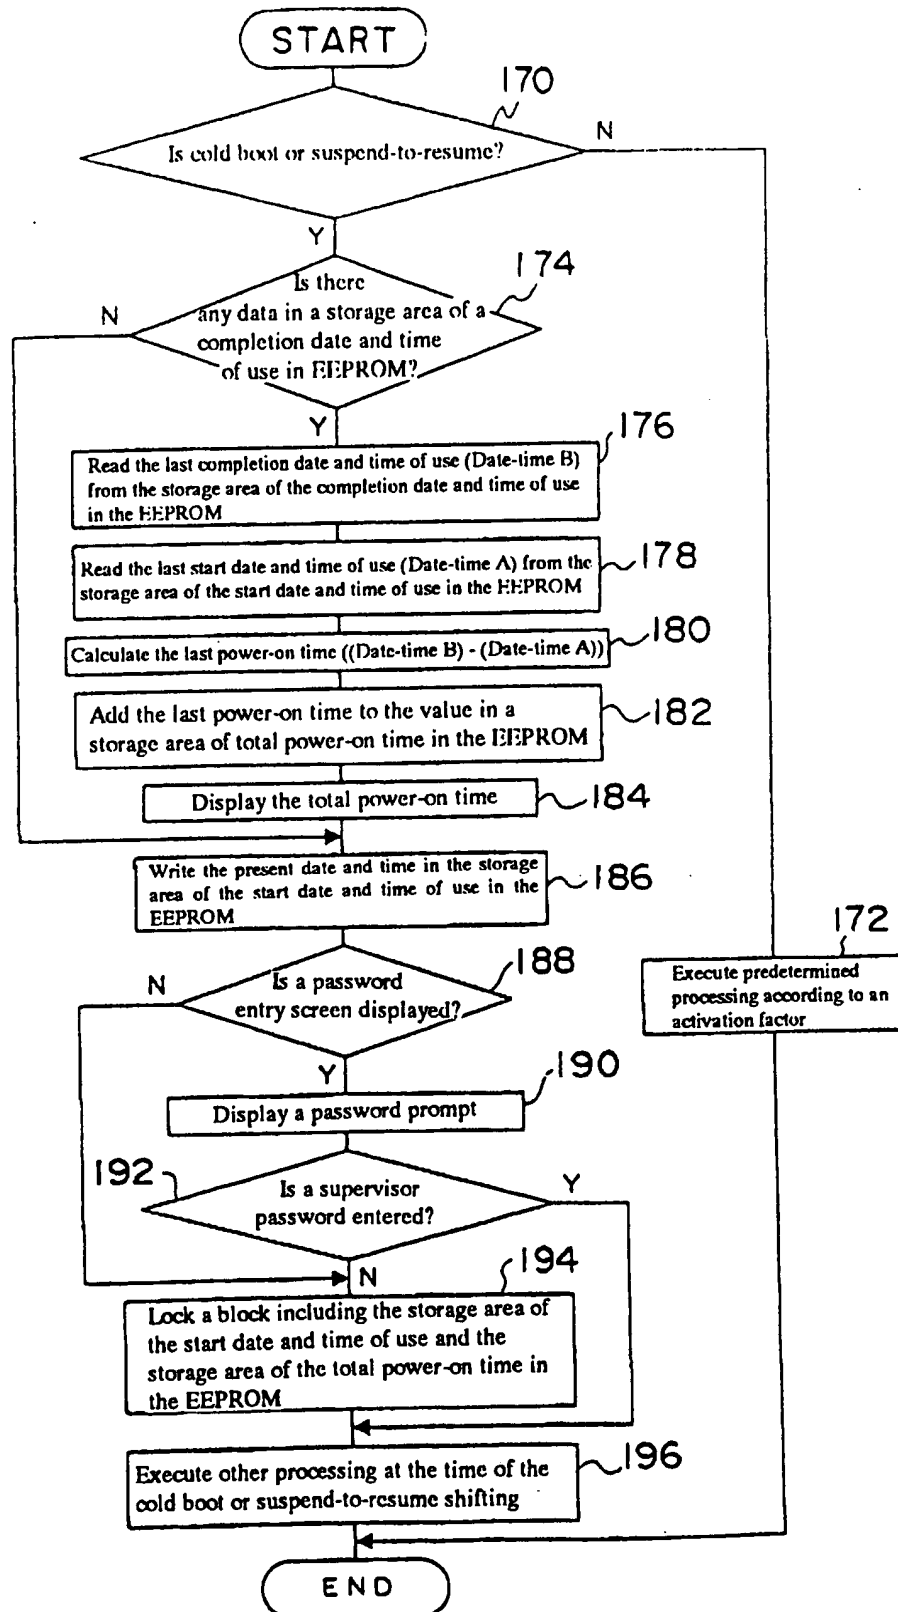 START
170
Is cold boot or suspend-to-resume?
N
Y
174
Is there
any data in a storage area of a
completion date and time
of use in EEPROM?
N
Y
176
Read the last completion date and time of use (Date-time B)
from the storage area of the completion date and time of use
in the EEPROM
178
Read the last start date and time of use (Date-time A) from the
storage area of the start date and time of use in the EEPROM
180
Calculate the last power-on time ((Date-time B) - (Date-time A))
182
Add the last power-on time to the value in a
storage area of total power-on time in the EEPROM
Display the total power-on time
184
Write the present date and time in the storage
area of the start date and time of use in the
EEPROM
186
172
Execute predetermined
processing according to an
activation factor
188
N
Is a password
entry screen displayed?
Y
190
Display a password prompt
192
Is a supervisor
password entered?
Y
N
194
Lock a block including the storage area of
the start date and time of use and the
storage area of the total power-on time in
the EEPROM
196
Execute other processing at the time of the
cold boot or suspend-to-resume shifting
END